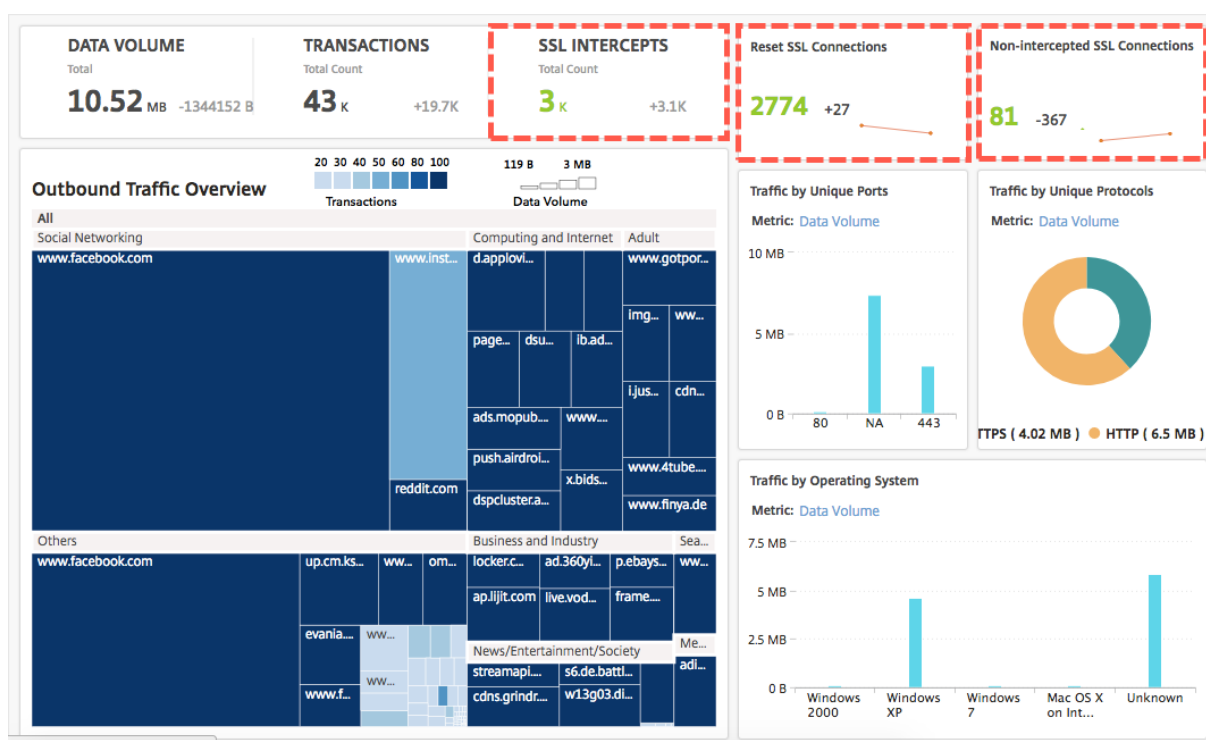 DATA VOLUME
Total
10.52 MB -1344152 B
TRANSACTIONS
Total Count
43 K +19.7K
SSL INTERCEPTS
Total Count
3 K +3.1K
Reset SSL Connections
2774 +27
Non-intercepted SSL Connections
81 -367
Outbound Traffic Overview
20 30 40 50 60 80 100
Transactions
119 B 3 MB
Data Volume
All
Social Networking
www.facebook.com
www.inst...
reddit.com
Computing and Internet
d.applovi...
page... dsu... ib.ad...
ads.mopub.... www....
push.airdroi...
x.bids...
dspcluster.a...
Adult
www.gotpor...
img... ww...
i.jus... cdn...
www.4tube....
www.finya.de
Others
www.facebook.com
up.cm.ks... ww... om...
evania.... ww...
ww...
www.f...
Business and Industry
locker.c... ad.360yi... p.ebays...
ap.lijit.com live.vod... frame....
Sea...
ww...
News/Entertainment/Society
streamapi.... s6.de.battl...
cdns.grindr.... w13g03.di...
Me...
adi...
Traffic by Unique Ports
Metric: Data Volume
10 MB
5 MB
0 B
80 NA 443
Traffic by Unique Protocols
Metric: Data Volume
TTPS ( 4.02 MB ) HTTP ( 6.5 MB )
Traffic by Operating System
Metric: Data Volume
7.5 MB
5 MB
2.5 MB
0 B
Windows 2000
Windows XP
Windows 7
Mac OS X on Int...
Unknown